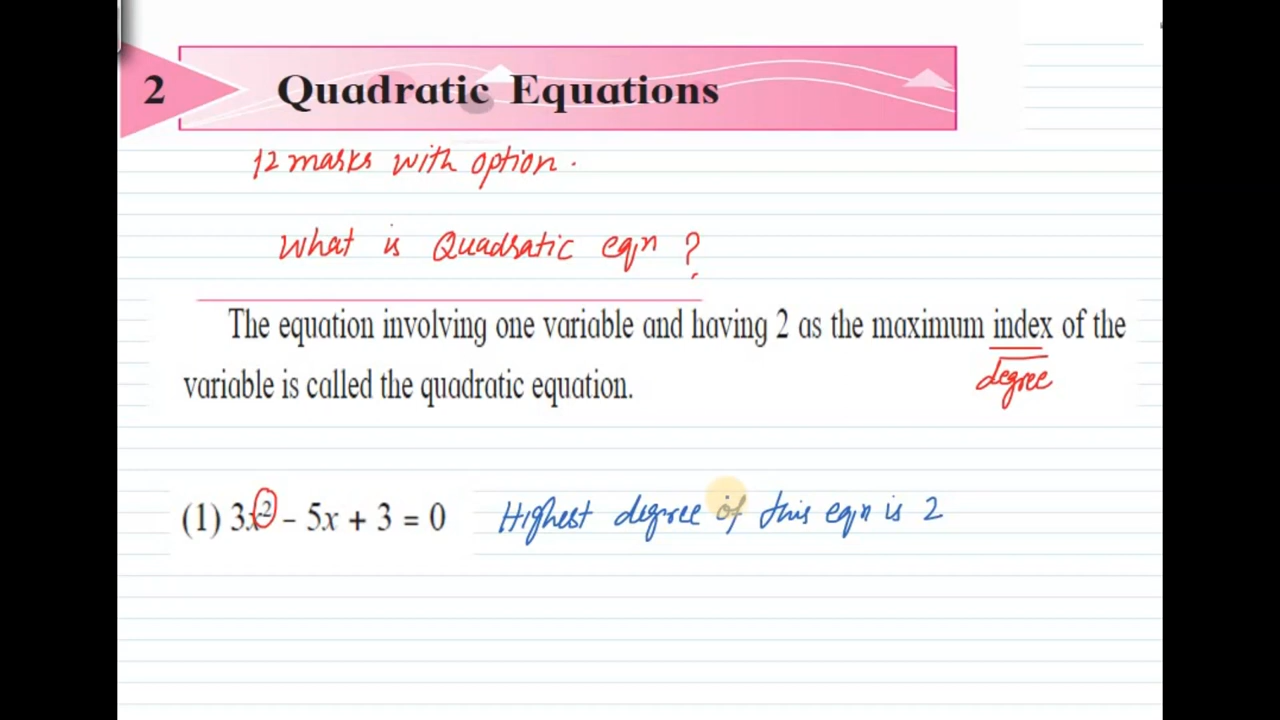 2 Quadratic Equations
12 marks with option.
What is Quadratic eqn ?
The equation involving one variable and having 2 as the maximum index of the
degree
variable is called the quadratic equation.
(1) 3x² – 5x + 3 = 0 Highest degree of this eqn is 2